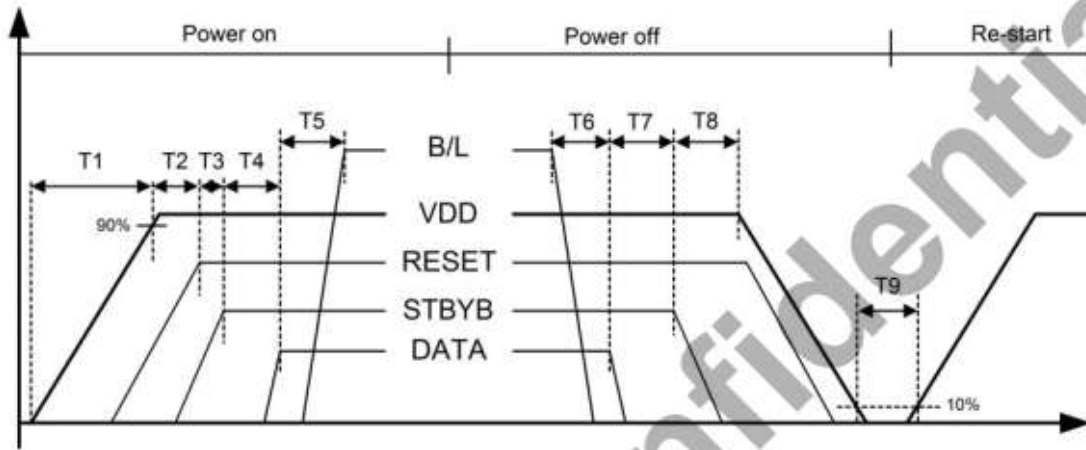 Power on Power off Re-start
T5 T6 T7 T8
T1 T2 T3 T4 B/L
90% VDD
RESET
T9
STBYB
DATA
10%